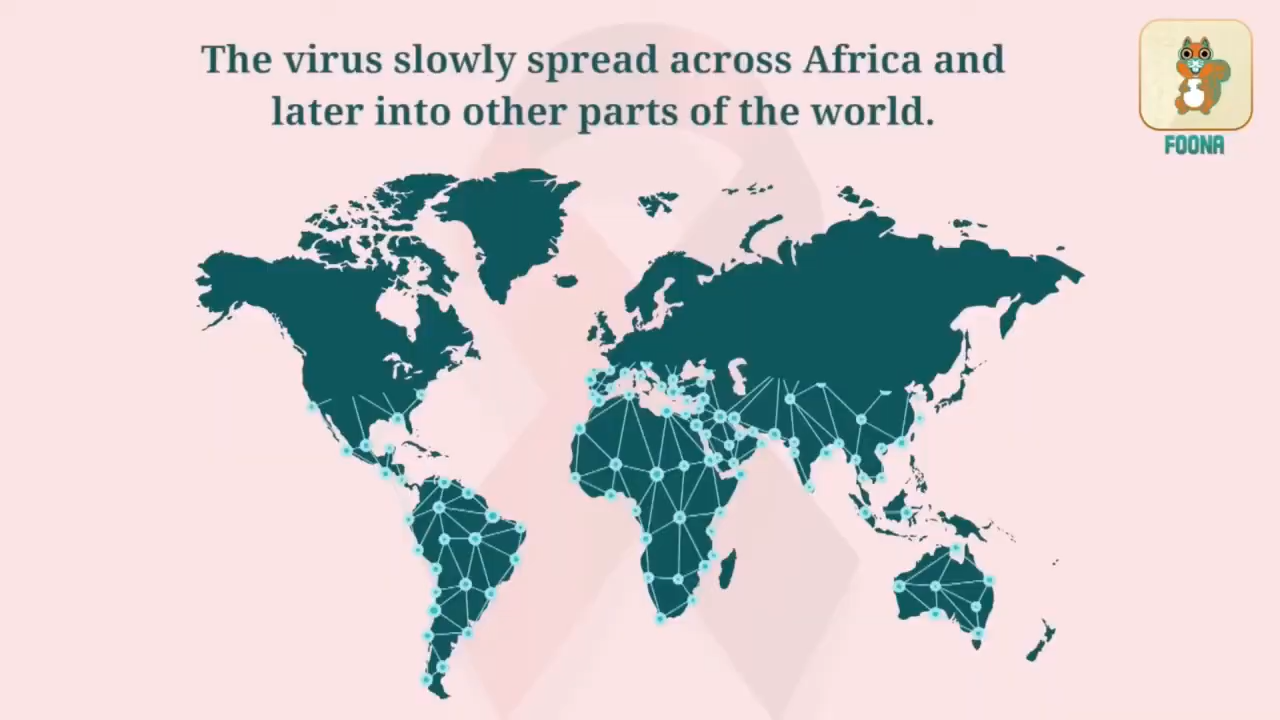 The virus slowly spread across Africa and
later into other parts of the world.
FOONA